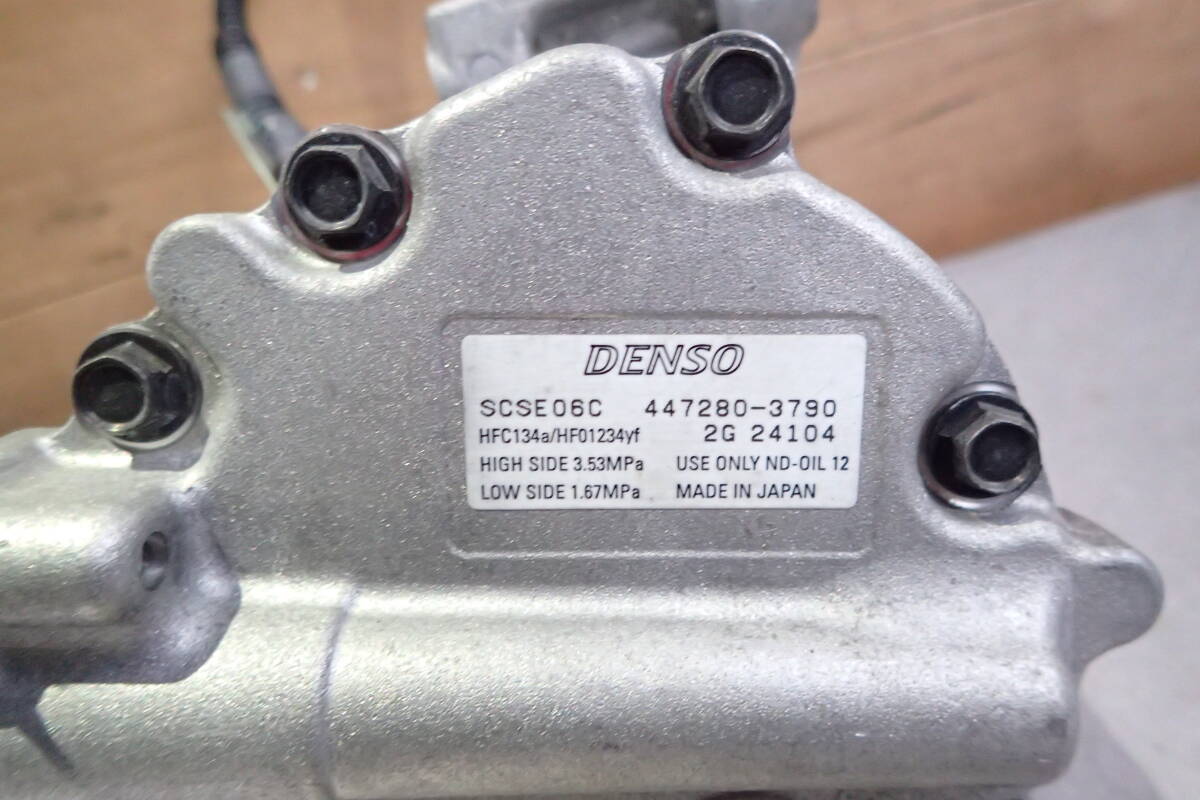 DENSO
SCSE06C 447280-3790
HFC134a/HFO1234yf 2G 24104
HIGH SIDE 3.53MPa USE ONLY ND-OIL 12
LOW SIDE 1.67MPa MADE IN JAPAN